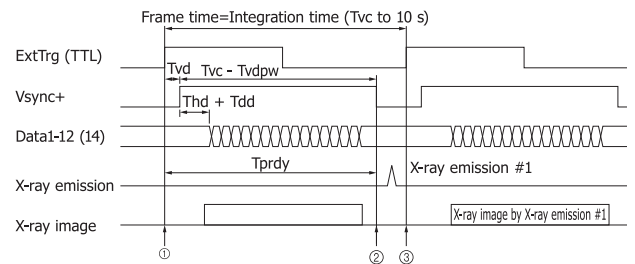 Frame time=Integration time (Tvc to 10 s)
ExtTrg (TTL)
Tvd
Tvc - Tvdpw
Vsync+
Thd + Tdd
Data1-12 (14)
Tprdy
X-ray emission #1
X-ray emission
X-ray image
X-ray image by X-ray emission #1
①
②
③